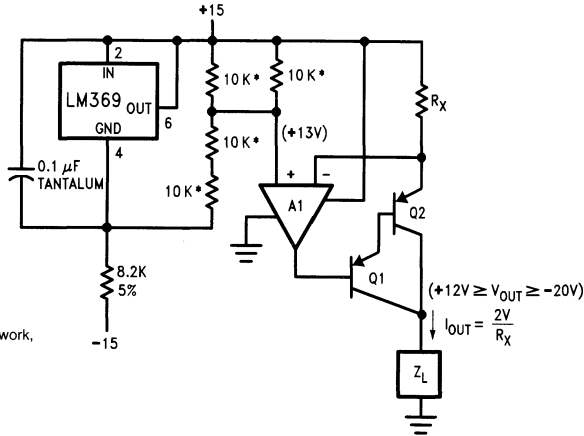 +15
2
IN
LM369
OUT
6
GND
4
0.1 μF
TANTALUM
10K*
10K*
10K*
10K*
(+13V)
RX
+
−
A1
Q2
Q1
8.2K
5%
-15
(+12V ≥ VOUT ≥ -20V)
IOUT = 2V/RX
ZL
work,